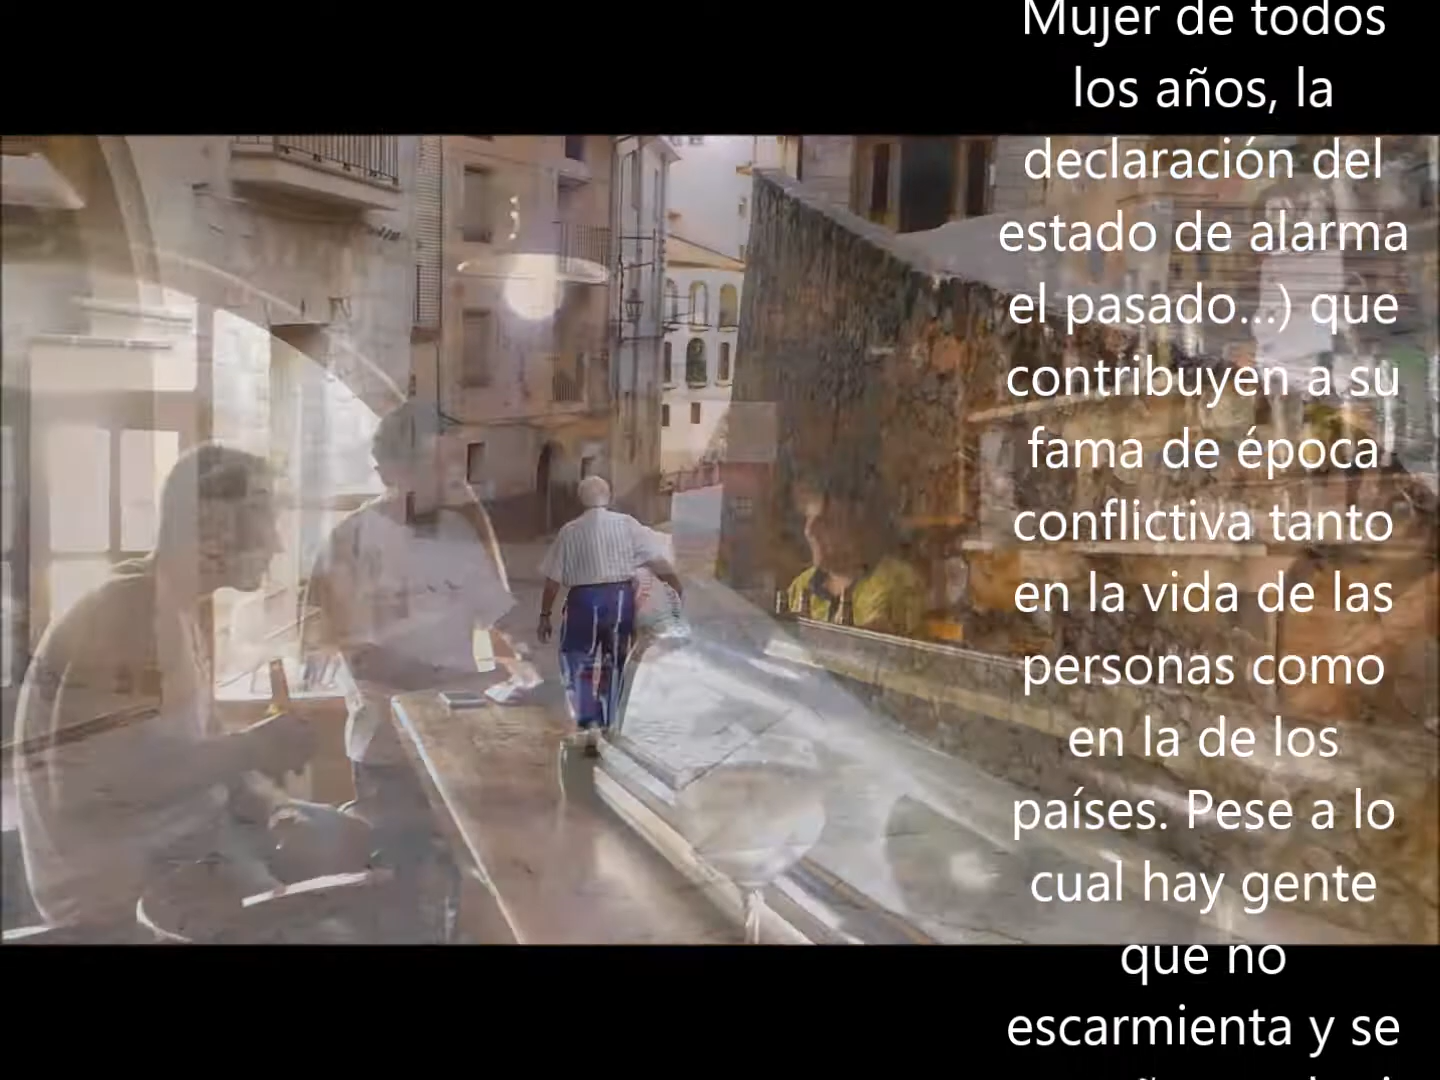 Mujer de todos
los años, la
declaración del
estado de alarma
el pasado...) que
contribuyen a su
fama de época
conflictiva tanto
en la vida de las
personas como
en la de los
países. Pese a lo
cual hay gente
que no
escarmienta y se